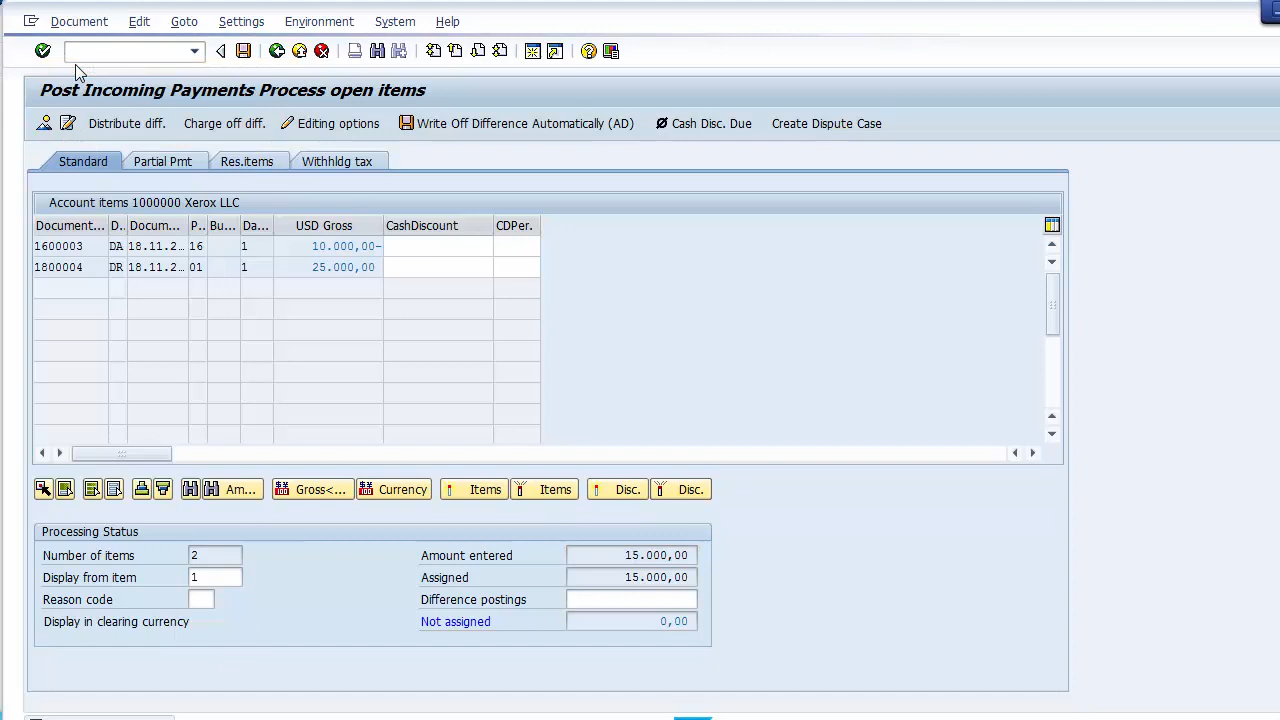 Document Edit Goto Settings Environment System Help
Post Incoming Payments Process open items
Distribute diff. Charge off diff. Editing options Write Off Difference Automatically (AD) Cash Disc. Due Create Dispute Case
Standard Partial Pmt Res.items Withhldg tax
Account items 1000000 Xerox LLC
Document... D.. Docum... P.. Bu... Da... USD Gross CashDiscount CDPer.
1600003 DA 18.11.2... 16 1 10.000,00-
1800004 DR 18.11.2... 01 1 25.000,00
Am... Gross<... Currency Items Items Disc. Disc.
Processing Status
Number of items 2 Amount entered 15.000,00
Display from item 1 Assigned 15.000,00
Reason code Difference postings
Display in clearing currency Not assigned 0,00